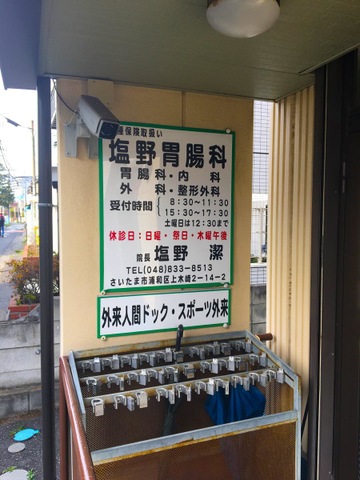 保険取扱い
塩野胃腸科
胃腸科・内科
外科・整形外科
受付時間 8:30〜11:30
15:30〜17:30
土曜日は12:30まで
休診日：日曜・祭日・木曜午後
院長 塩野 潔
TEL(048)833-8513
さいたま市浦和区上木崎2-14-2
外来人間ドック・スポーツ外来